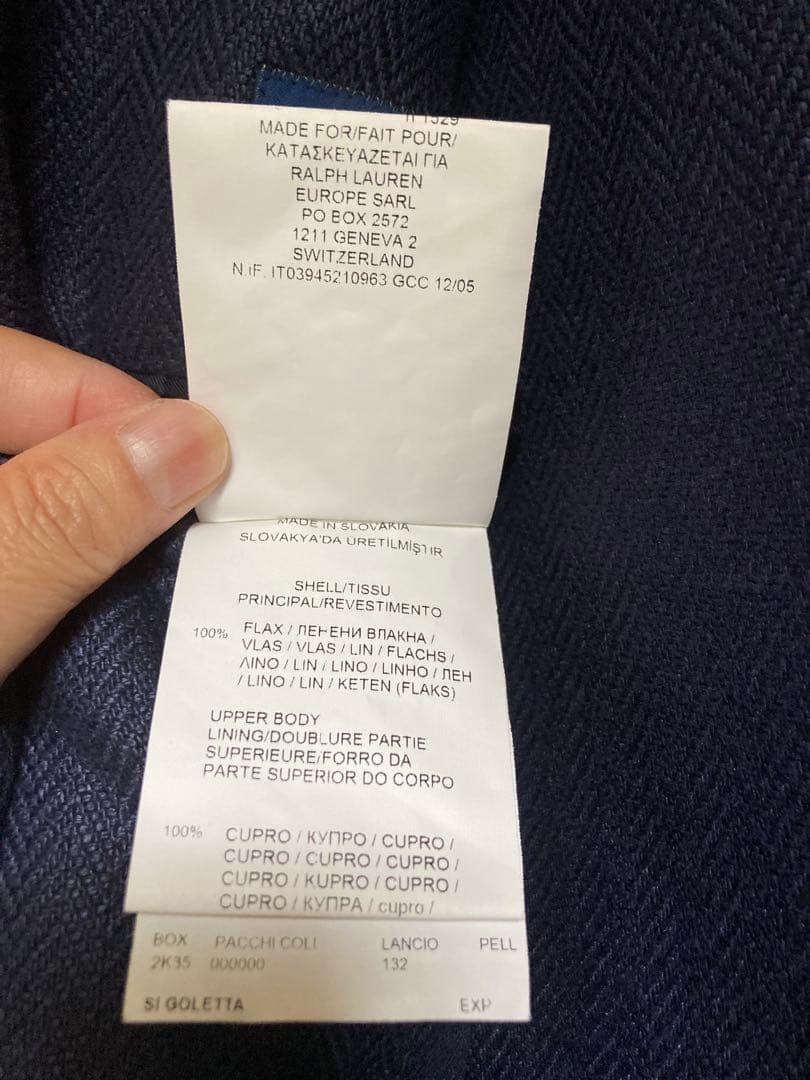 MADE FOR/FAIT POUR/
ΚΑΤΑΣΚΕΥΑΖΕΤΑΙ ΓΙΑ
RALPH LAUREN
EUROPE SARL
PO BOX 2572
1211 GENEVA 2
SWITZERLAND
N.iF. IT03945210963 GCC 12/05
MADE IN SLOVAKIA
SLOVAKYA'DA ÜRETİLMİŞTİR
SHELL/TISSU
PRINCIPAL/REVESTIMENTO
100% FLAX / ЛЕНЕНИ ВЛАКНА /
VLAS / VLAS / LIN / FLACHS /
ΛΙΝΟ / LIN / LINO / LINHO / ЛЕН
/ LINO / LIN / KETEN (FLAKS)
UPPER BODY
LINING/DOUBLURE PARTIE
SUPERIEURE/FORRO DA
PARTE SUPERIOR DO CORPO
100% CUPRO / КУПРО / CUPRO /
CUPRO / CUPRO / CUPRO /
CUPRO / KUPRO / CUPRO /
CUPRO / КУПРА / cupro /
BOX PACCHI COLI LANCIO PELL
2K35 000000 132
SI GOLETTA EXP